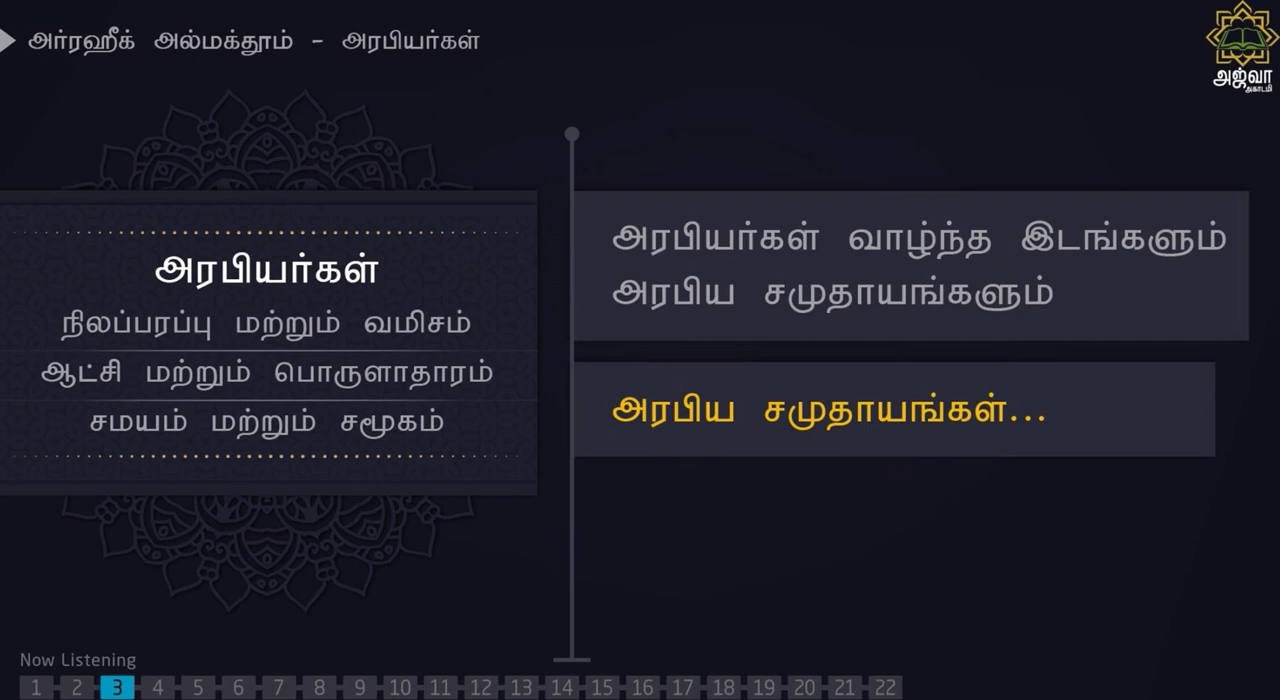 அர்ரஹீக் அல்மக்தூம் - அரபியர்கள்
அஜ்வா
அகாடமி
அரபியர்கள்
நிலப்பரப்பு மற்றும் வமிசம்
ஆட்சி மற்றும் பொருளாதாரம்
சமயம் மற்றும் சமூகம்
அரபியர்கள் வாழ்ந்த இடங்களும்
அரபிய சமுதாயங்களும்
அரபிய சமுதாயங்கள்...
Now Listening
1 2 3 4 5 6 7 8 9 10 11 12 13 14 15 16 17 18 19 20 21 22